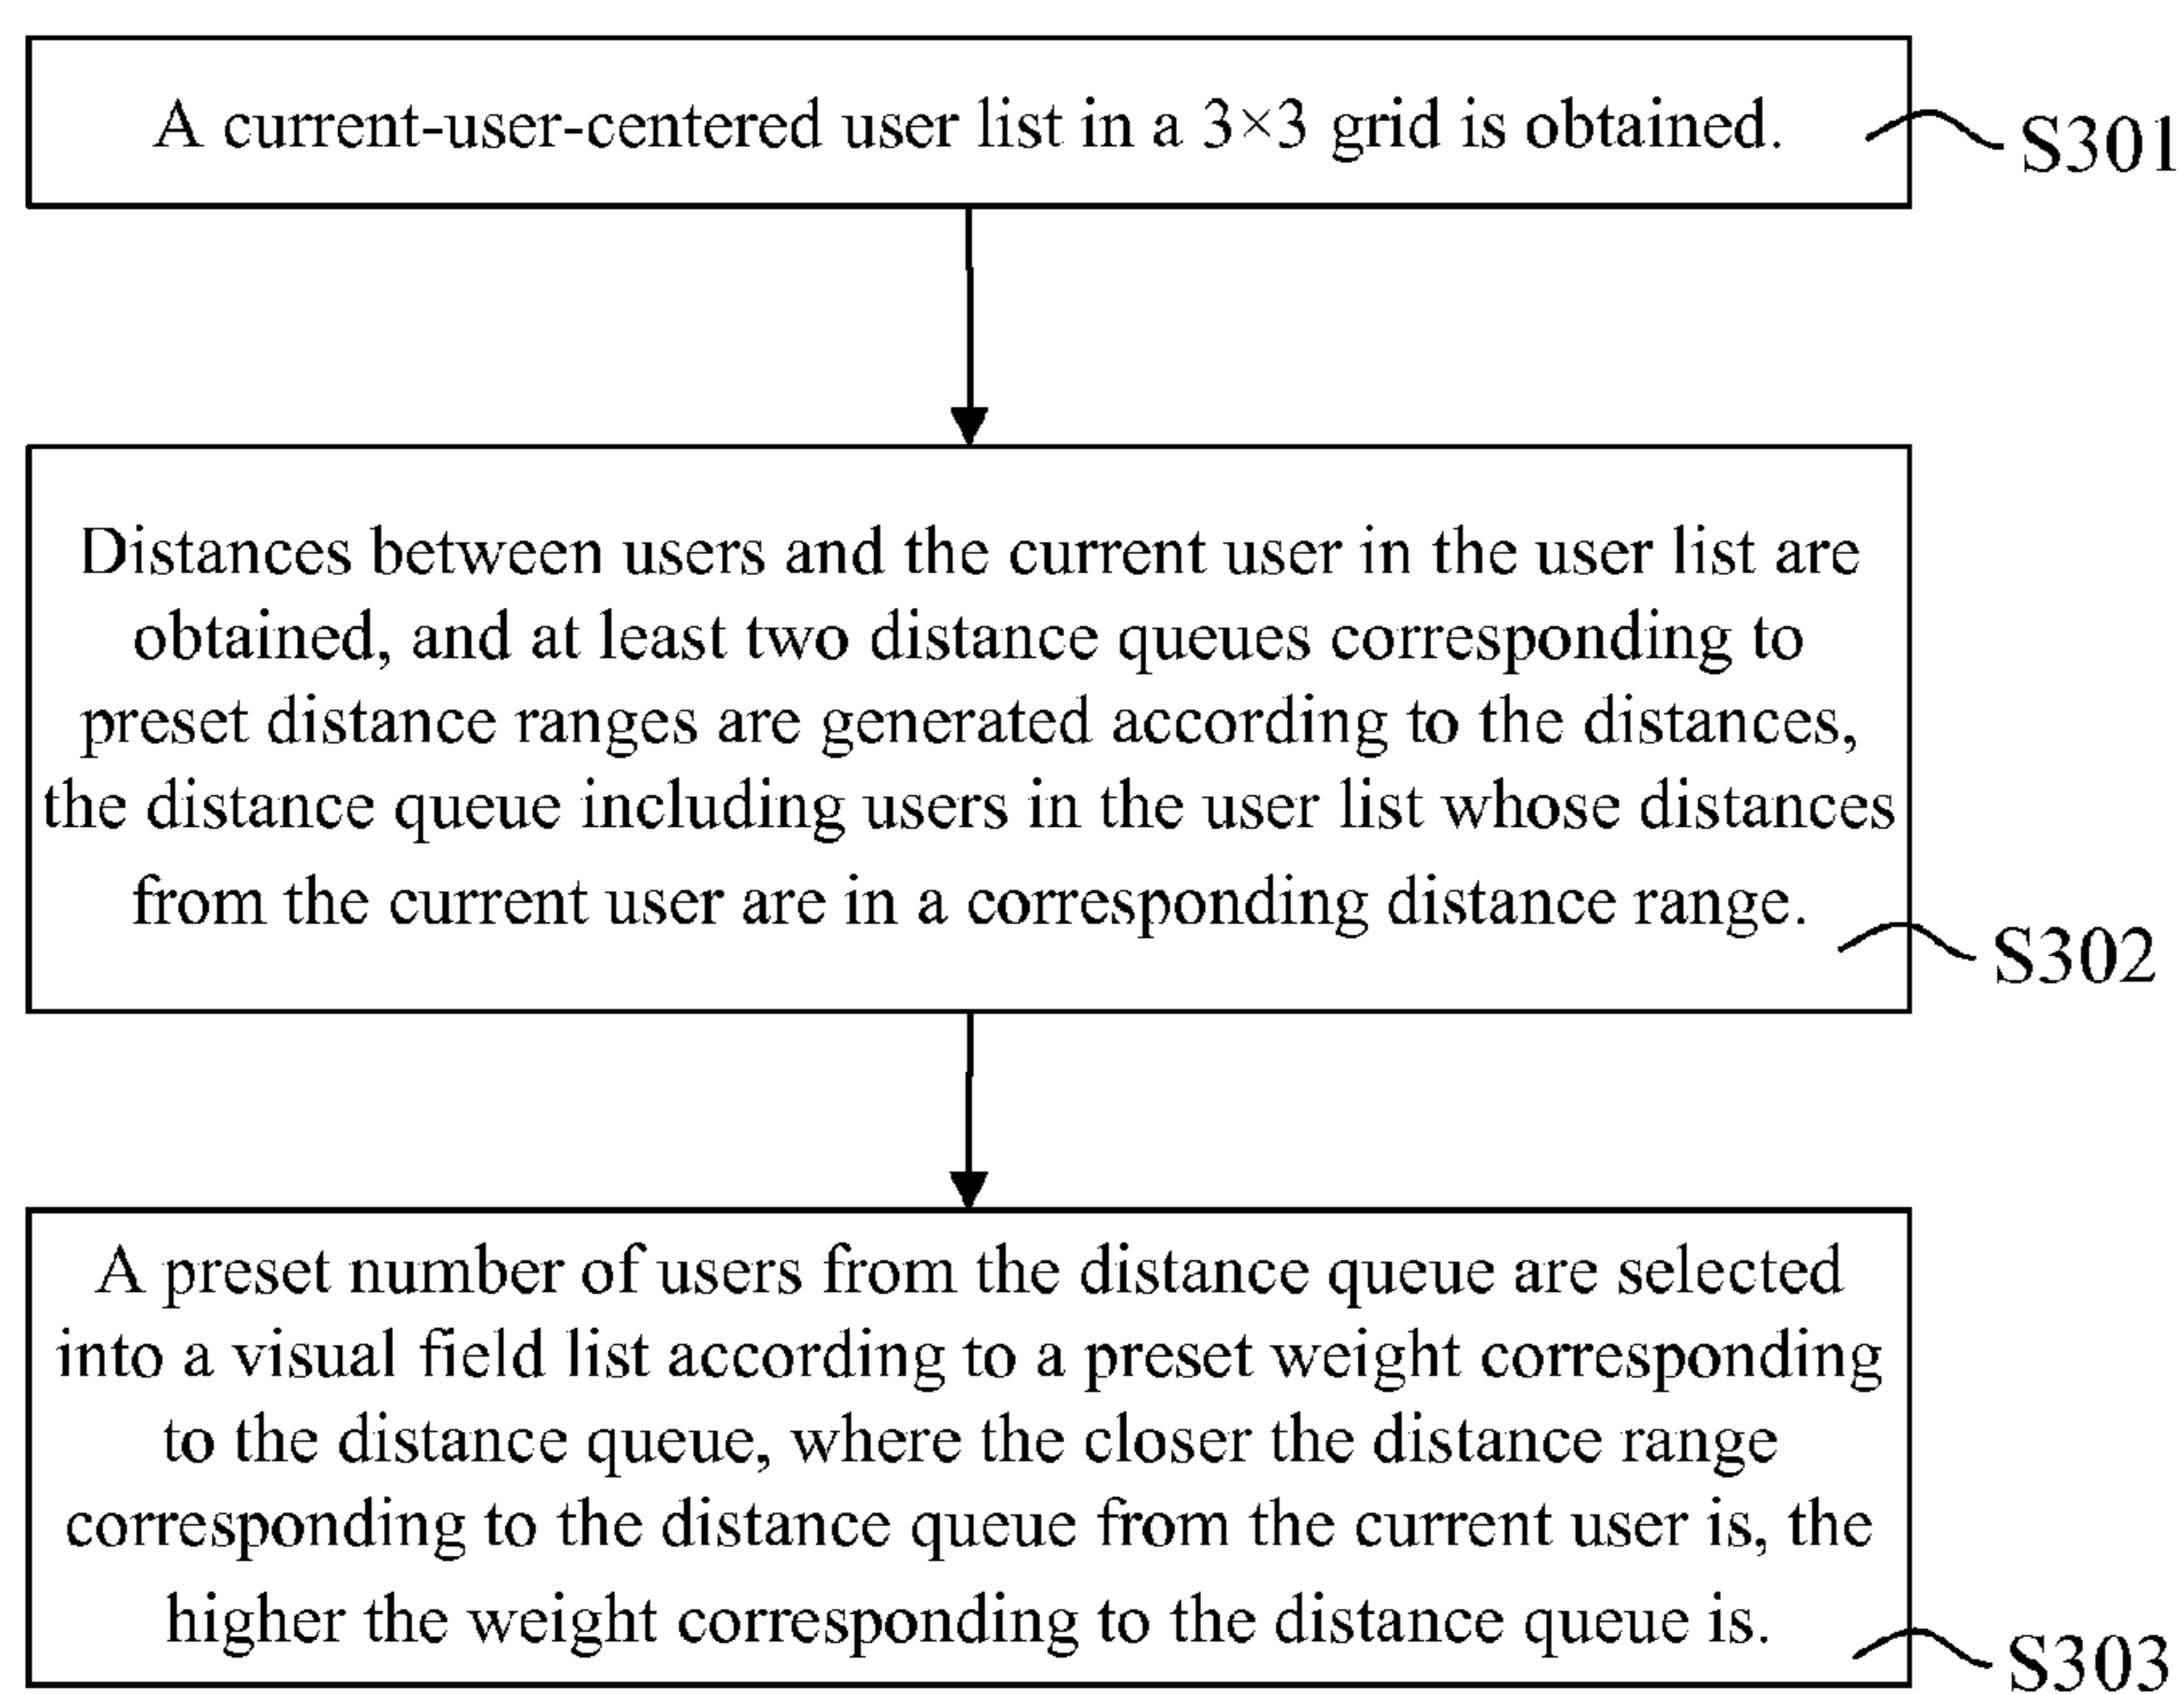 A current-user-centered user list in a 3×3 grid is obtained.
S301
Distances between users and the current user in the user list are
obtained, and at least two distance queues corresponding to
preset distance ranges are generated according to the distances,
the distance queue including users in the user list whose distances
from the current user are in a corresponding distance range.
S302
A preset number of users from the distance queue are selected
into a visual field list according to a preset weight corresponding
to the distance queue, where the closer the distance range
corresponding to the distance queue from the current user is, the
higher the weight corresponding to the distance queue is.
S303